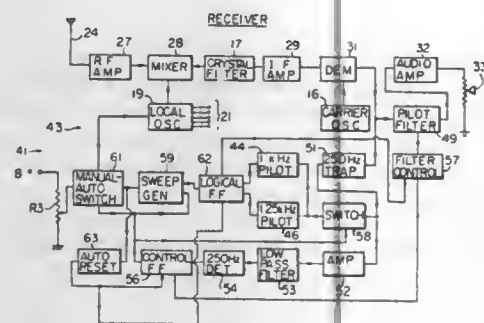 RECEIVER
24
27
28
17
29
31
32
33
RF
AMP
MIXER
CRYSTAL
FILTER
I F
AMP
DEM
AUDIO
AMP
19
LOCAL
OSC
21
16
CARRIER
OSC
PILOT
FILTER
49
43
41
8
R3
61
MANUAL-
AUTO
SWITCH
59
SWEEP
GEN
62
LOGICAL
FF
44
1 kHz
PILOT
51
250Hz
TRAP
FILTER
CONTROL
57
1.25kHz
PILOT
46
SWITCH
58
63
AUTO
RESET
CONTROL
FF
56
250Hz
DET
54
LOW
PASS
FILTER
53
AMP
52